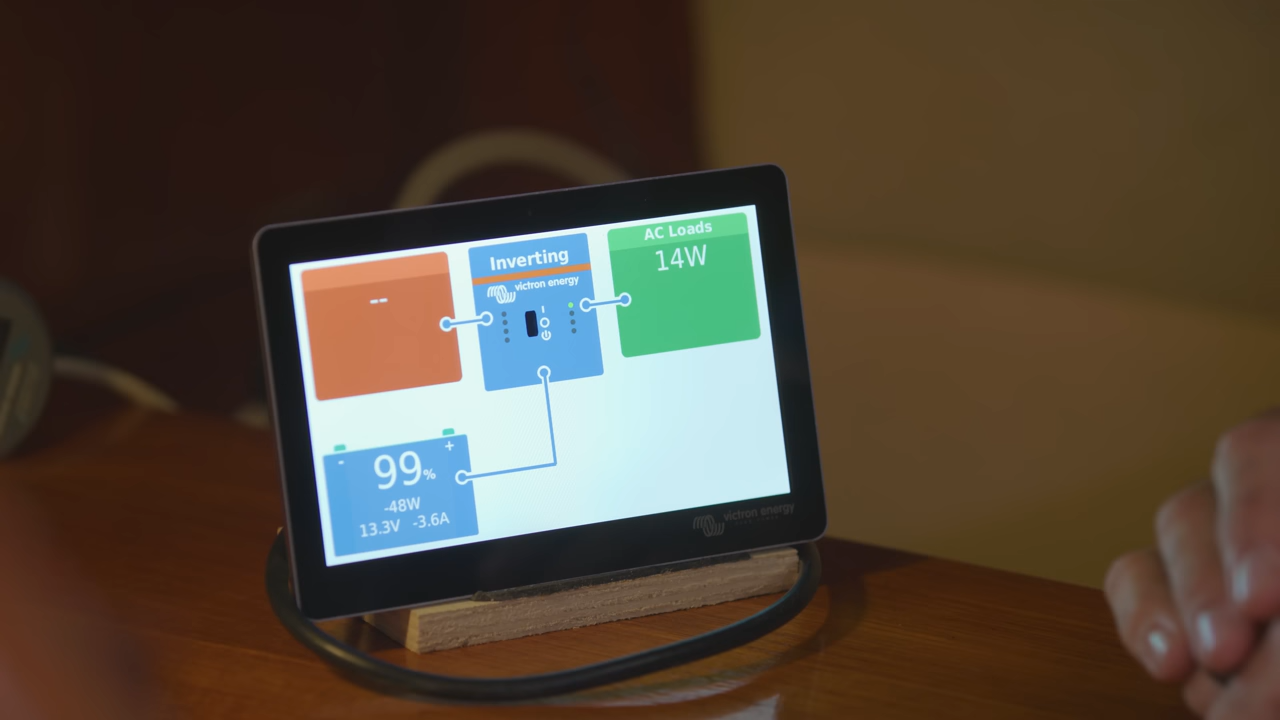 --
Inverting
victron energy
AC Loads
14W
- +
99%
-48W
13.3V -3.6A
victron energy